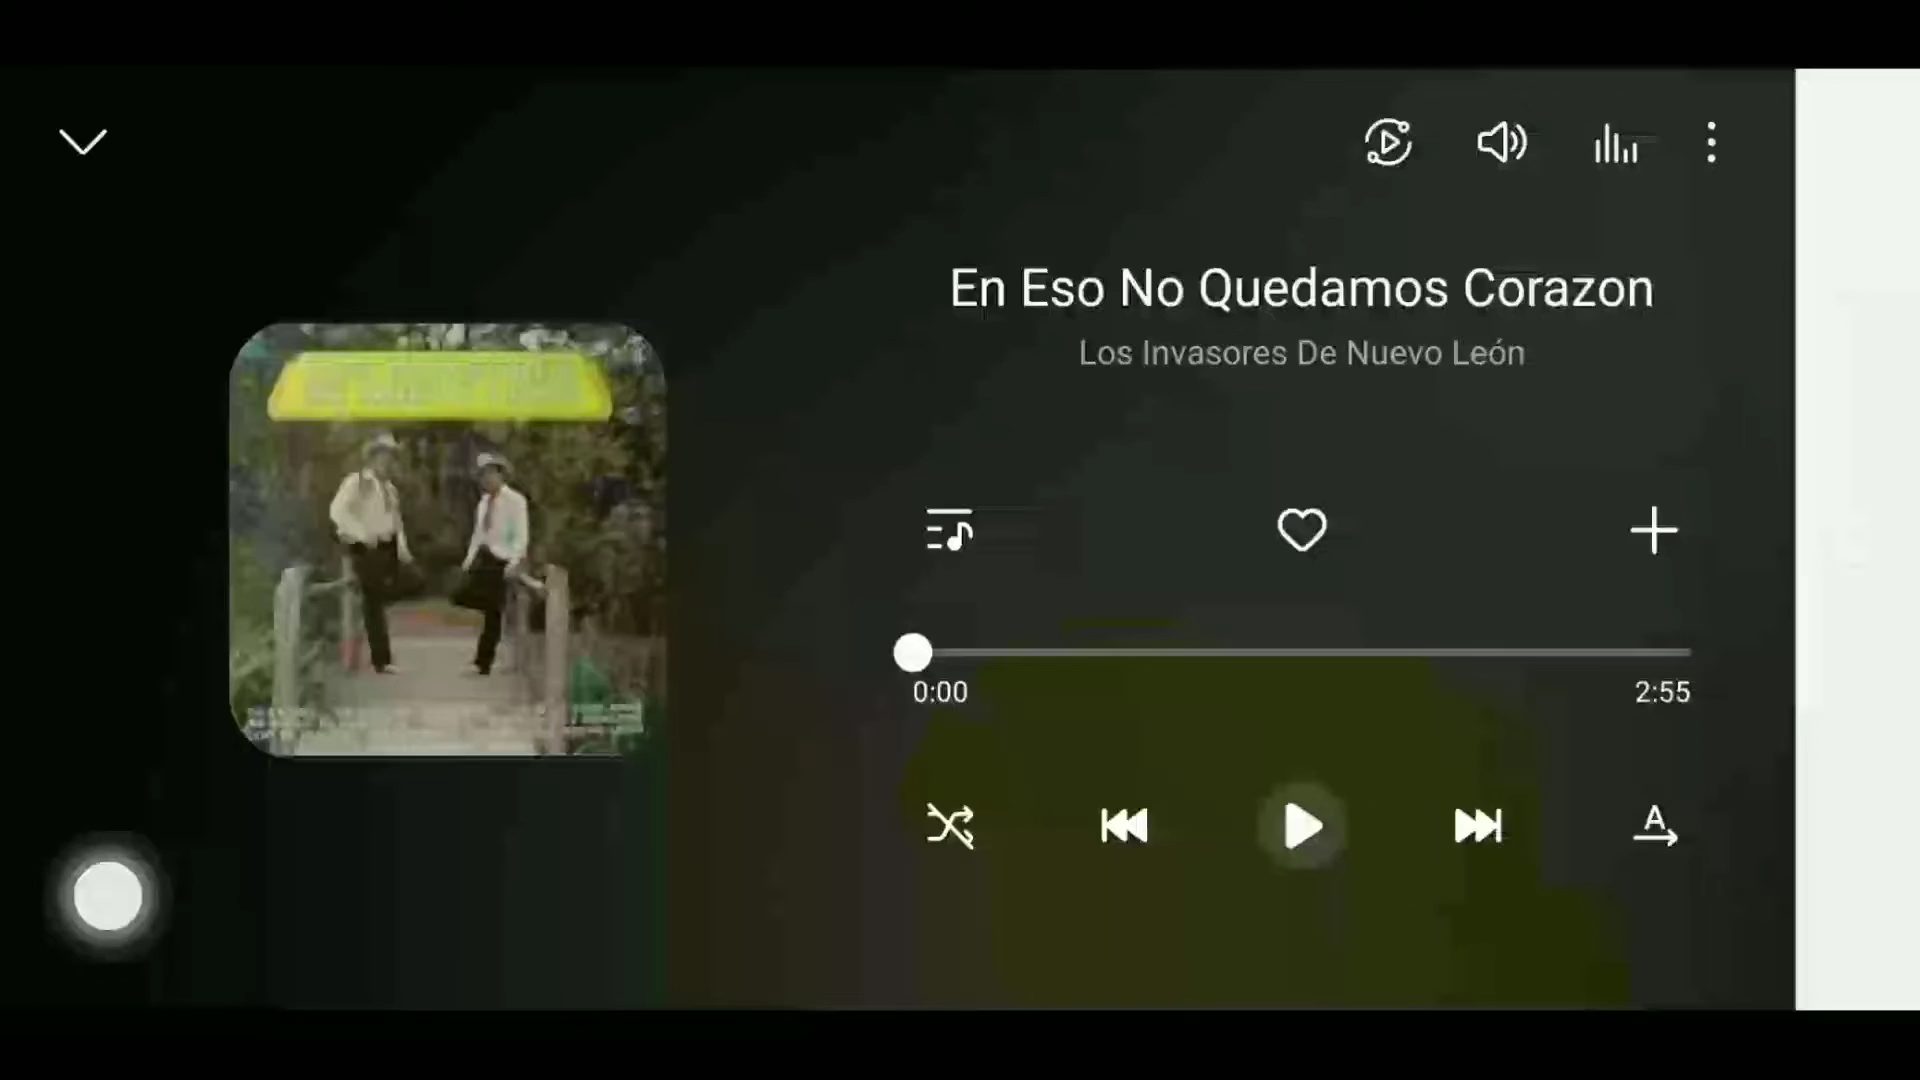 En Eso No Quedamos Corazon
Los Invasores De Nuevo León
0:00
2:55
A